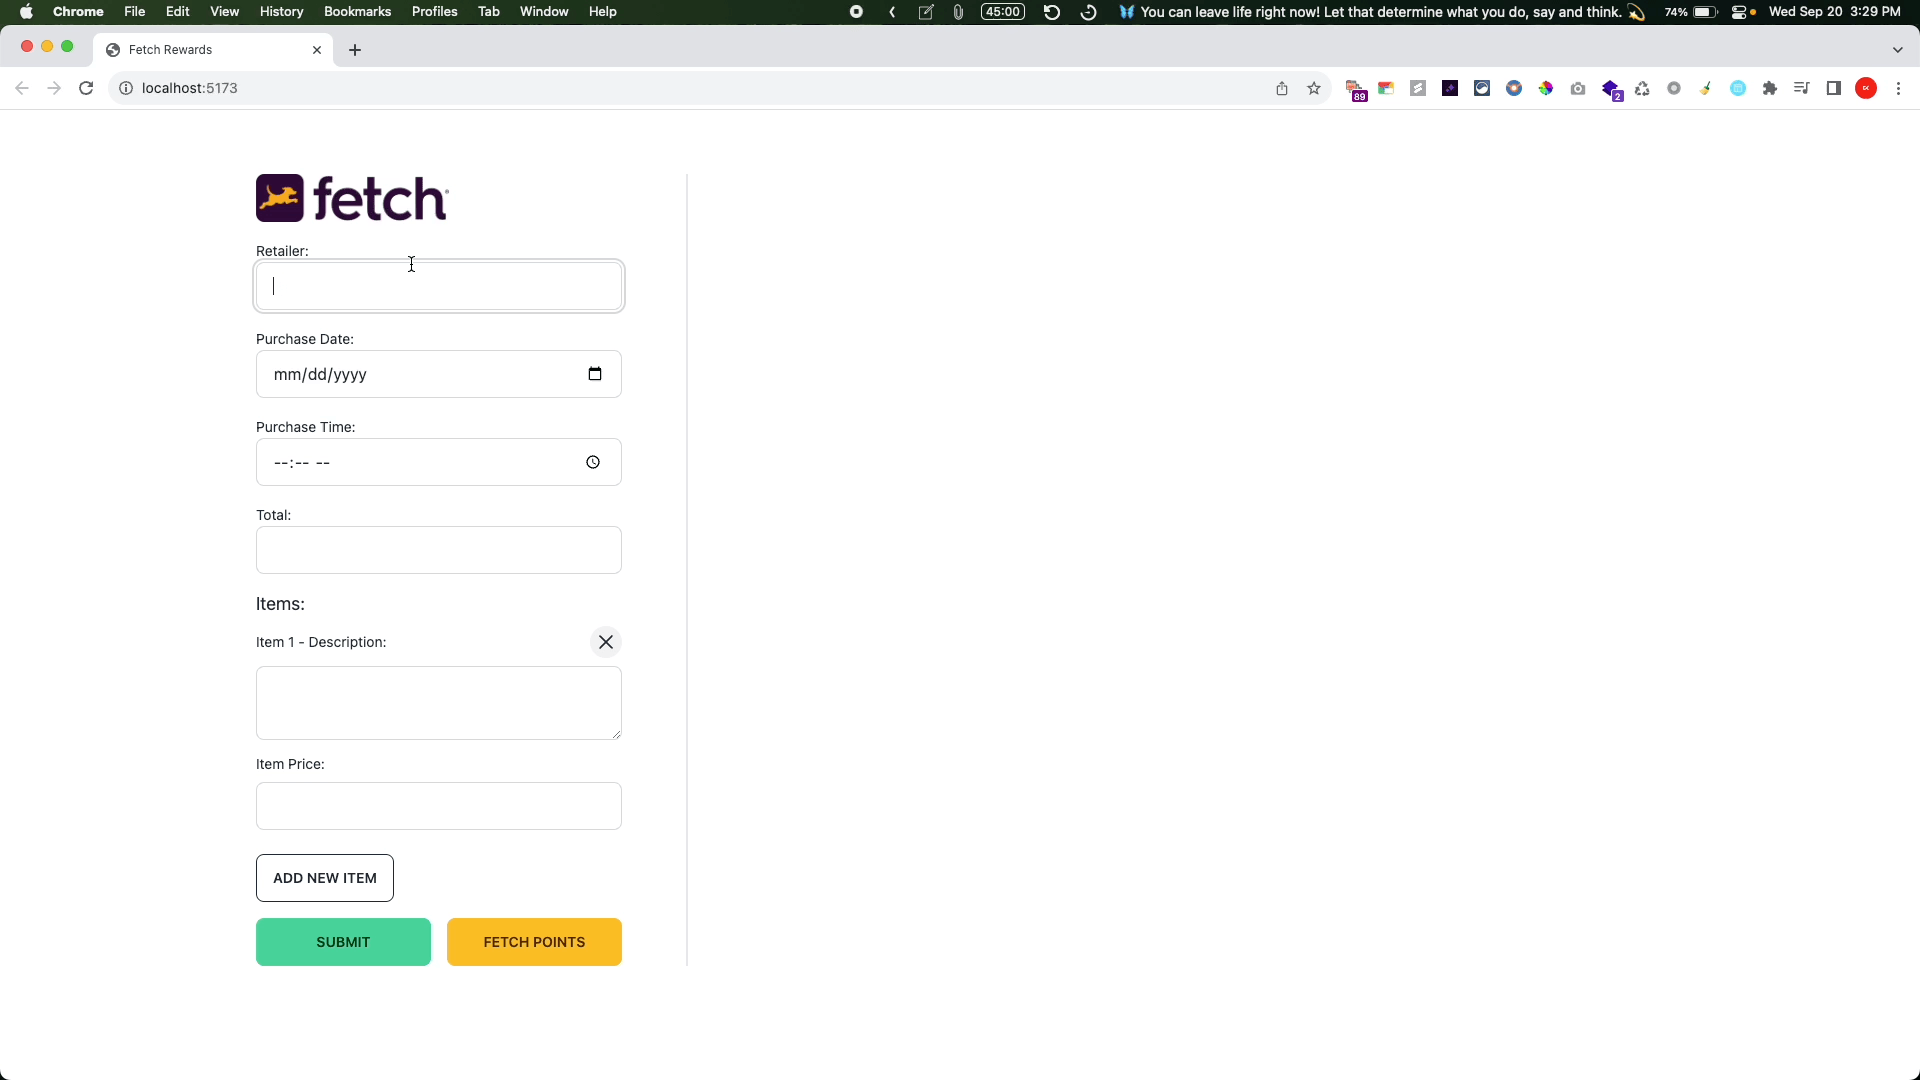 Chrome File Edit View History Bookmarks Profiles Tab Window Help 45:00 You can leave life right now! Let that determine what you do, say and think. 74% Wed Sep 20 3:29 PM
Fetch Rewards
localhost:5173
89
2
fetch
Retailer:
Purchase Date:
mm/dd/yyyy
Purchase Time:
--:-- --
Total:
Items:
Item 1 - Description:
Item Price:
ADD NEW ITEM
SUBMIT FETCH POINTS